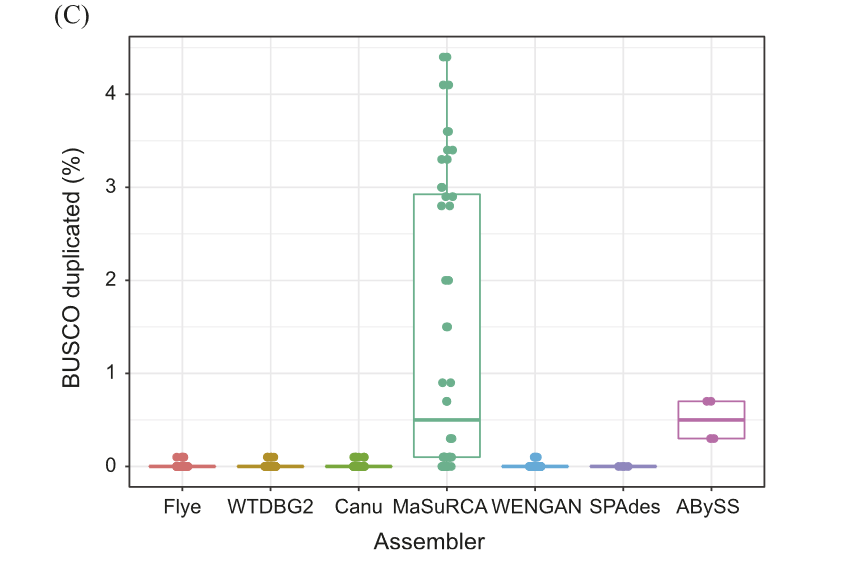 (C)
BUSCO duplicated (%)
4
3
2
1
0
Flye WTDBG2 Canu MaSuRCA WENGAN SPAdes ABySS
Assembler